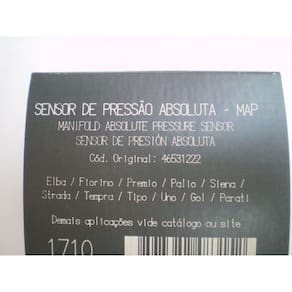 SENSOR DE PRESSÃO ABSOLUTA - MAP
MANIFOLD ABSOLUTE PRESSURE SENSOR
SENSOR DE PRESIÓN ABSOLUTA
Cód. Original: 46531222
Elba / Fiorino / Premio / Palio / Siena /
Strada / Tempra / Tipo / Uno / Gol / Parati
Demais aplicações vide catálogo ou site
1710